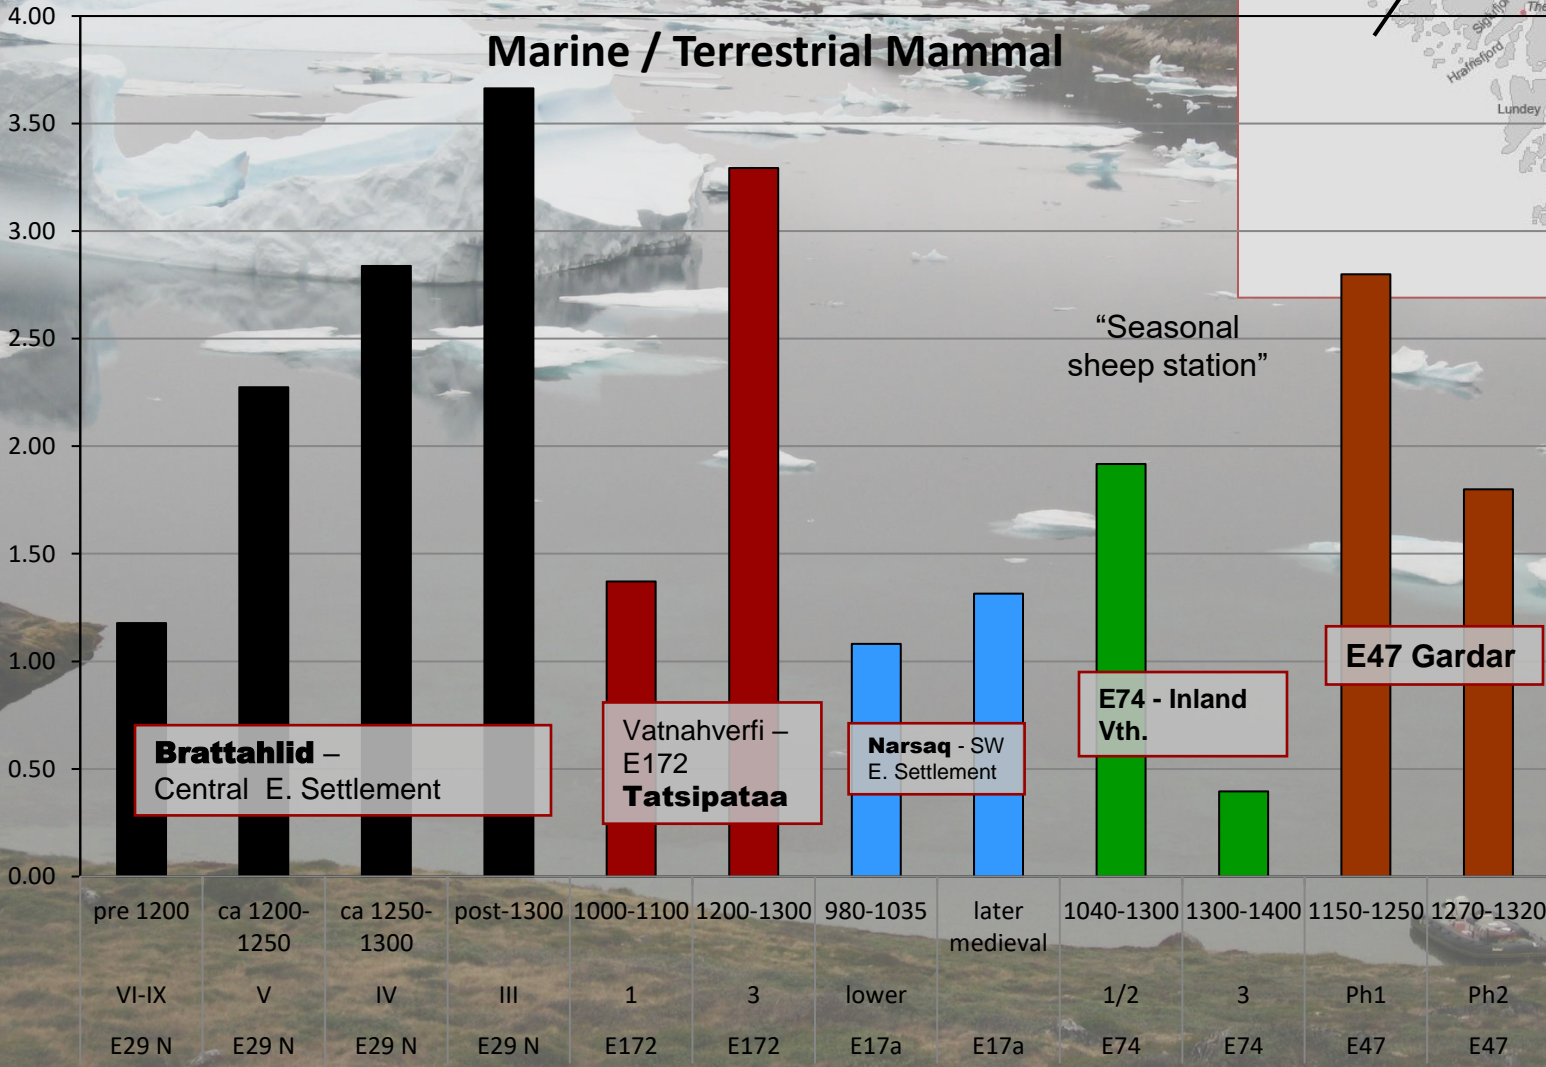 4.00
Marine / Terrestrial Mammal
3.50
3.00
2.50
2.00
1.50
1.00
0.50
0.00
Hrafnsfjord
Lundey
“Seasonal
sheep station”
Brattahlid –
Central E. Settlement
Vatnahverfi –
E172
Tatsipataa
Narsaq - SW
E. Settlement
E74 - Inland
Vth.
E47 Gardar
pre 1200 ca 1200-1250 ca 1250-1300 post-1300 1000-1100 1200-1300 980-1035 later medieval 1040-1300 1300-1400 1150-1250 1270-1320
VI-IX V IV III 1 3 lower 1/2 3 Ph1 Ph2
E29 N E29 N E29 N E29 N E172 E172 E17a E17a E74 E74 E47 E47